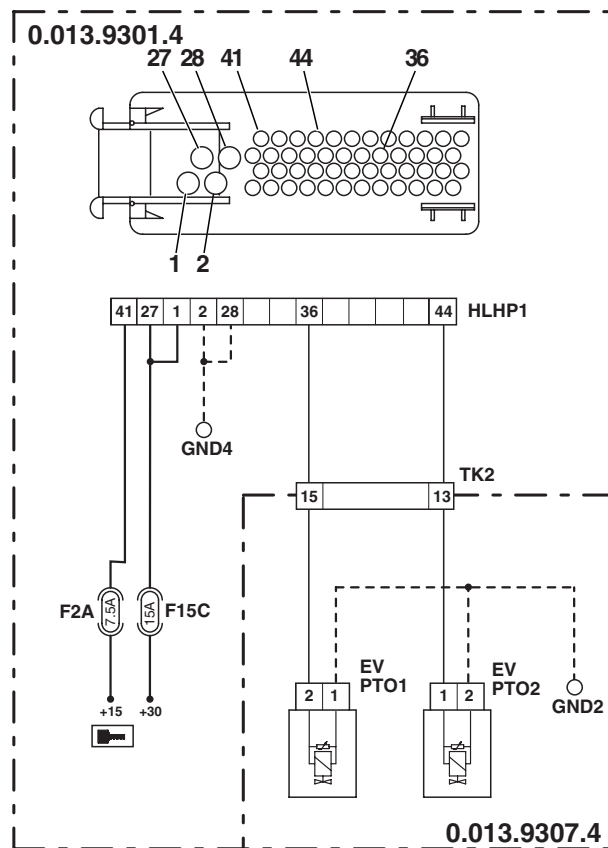 0.013.9301.4
27 28 41 44 36
1 2
41 27 1 2 28 36 44 HLHP1
GND4
TK2
15 13
F2A 7.5A 15A F15C
EV
PTO1
EV
PTO2
2 1 1 2
GND2
+15 +30
0.013.9307.4